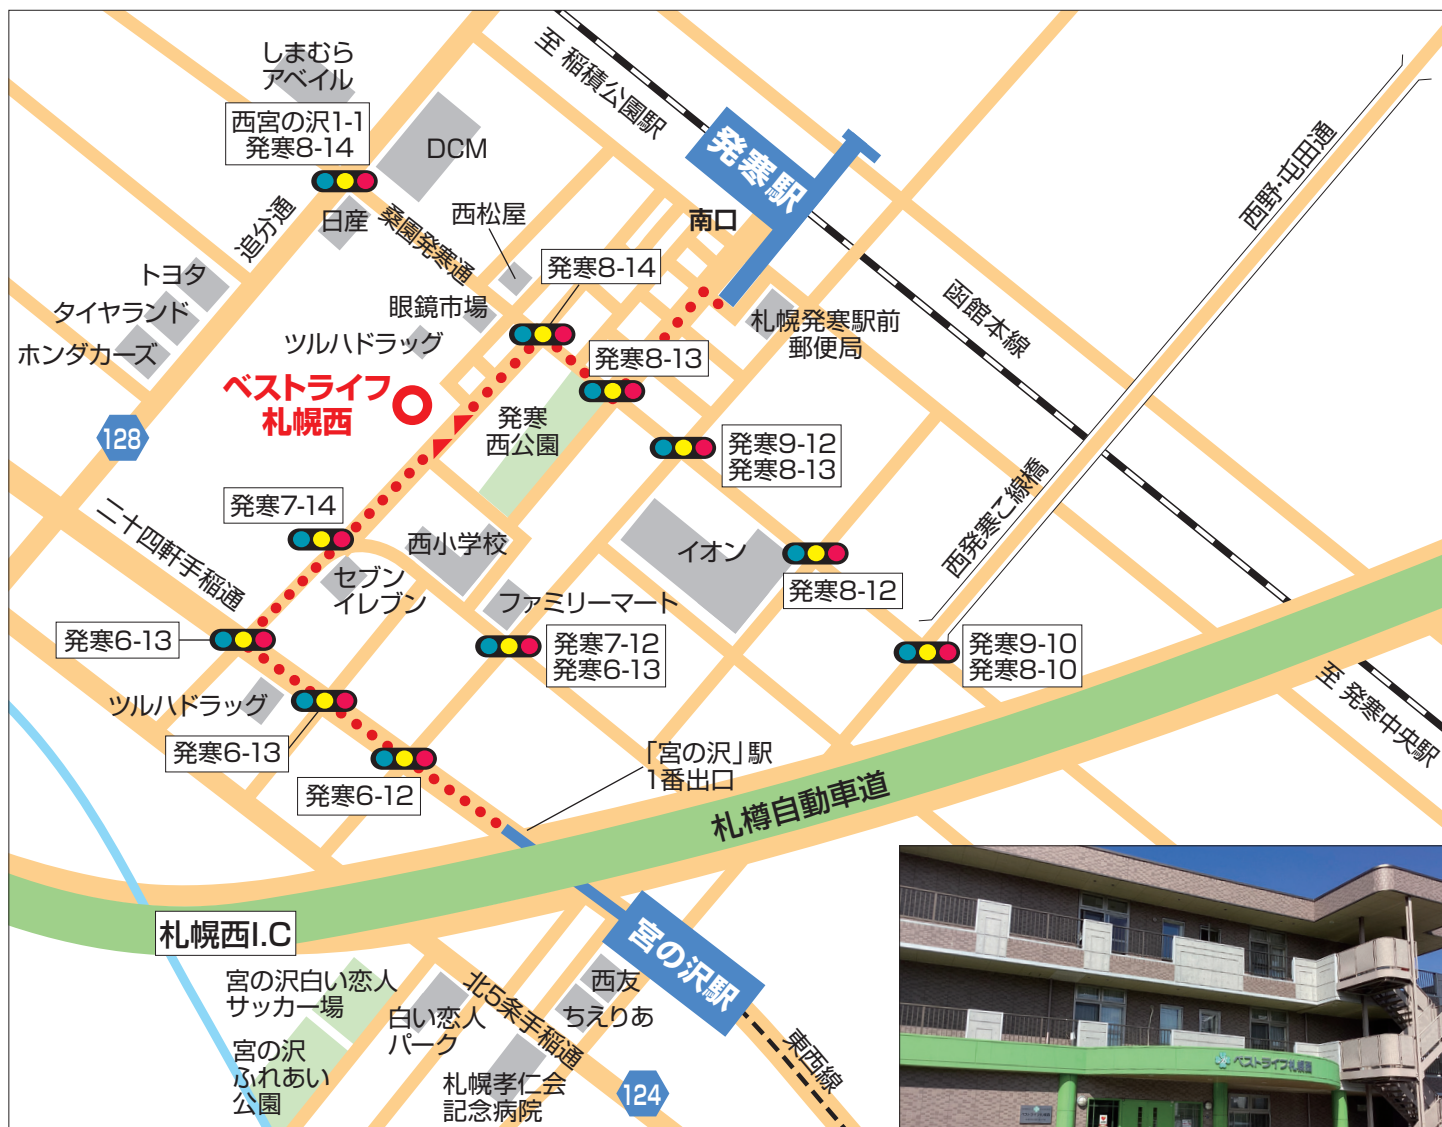 しまむら
アベイル
西宮の沢1-1
発寒8-14
DCM
日産
追分通
桑園発寒通
西松屋
トヨタ
タイヤランド
ホンダカーズ
眼鏡市場
ツルハドラッグ
発寒8-14
至 稲積公園駅
発寒駅
南口
札幌発寒駅前
郵便局
函館本線
西野・屯田通
発寒8-13
ベストライフ
札幌西
発寒
西公園
128
発寒9-12
発寒8-13
発寒7-14
二十四軒手稲通
西小学校
セブン
イレブン
イオン
ファミリーマート
発寒8-12
西発寒こ線橋
発寒6-13
発寒7-12
発寒6-13
発寒9-10
発寒8-10
至 発寒中央駅
ツルハドラッグ
発寒6-13
発寒6-12
「宮の沢」駅
1番出口
札樽自動車道
札幌西I.C
宮の沢駅
宮の沢白い恋人
サッカー場
宮の沢
ふれあい
公園
白い恋人
パーク
北5条手稲通
西友
ちえりあ
札幌孝仁会
記念病院
124
東西線
ベストライフ札幌西